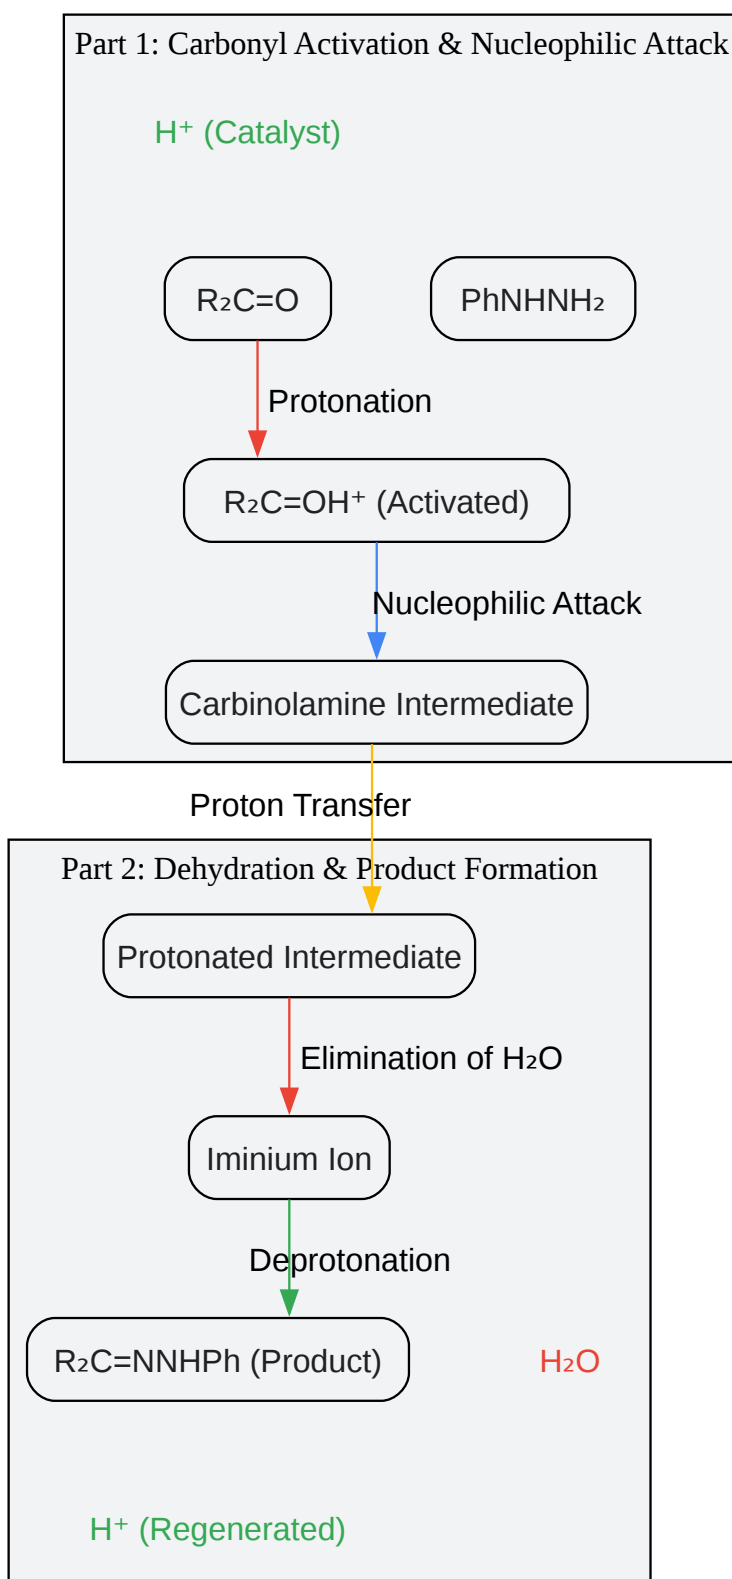 Part 1: Carbonyl Activation & Nucleophilic Attack
H⁺ (Catalyst)
R₂C=O
PhNHNH₂
Protonation
R₂C=OH⁺ (Activated)
Nucleophilic Attack
Carbinolamine Intermediate
Proton Transfer
Part 2: Dehydration & Product Formation
Protonated Intermediate
Elimination of H₂O
Iminium Ion
Deprotonation
R₂C=NNHPh (Product)
H₂O
H⁺ (Regenerated)